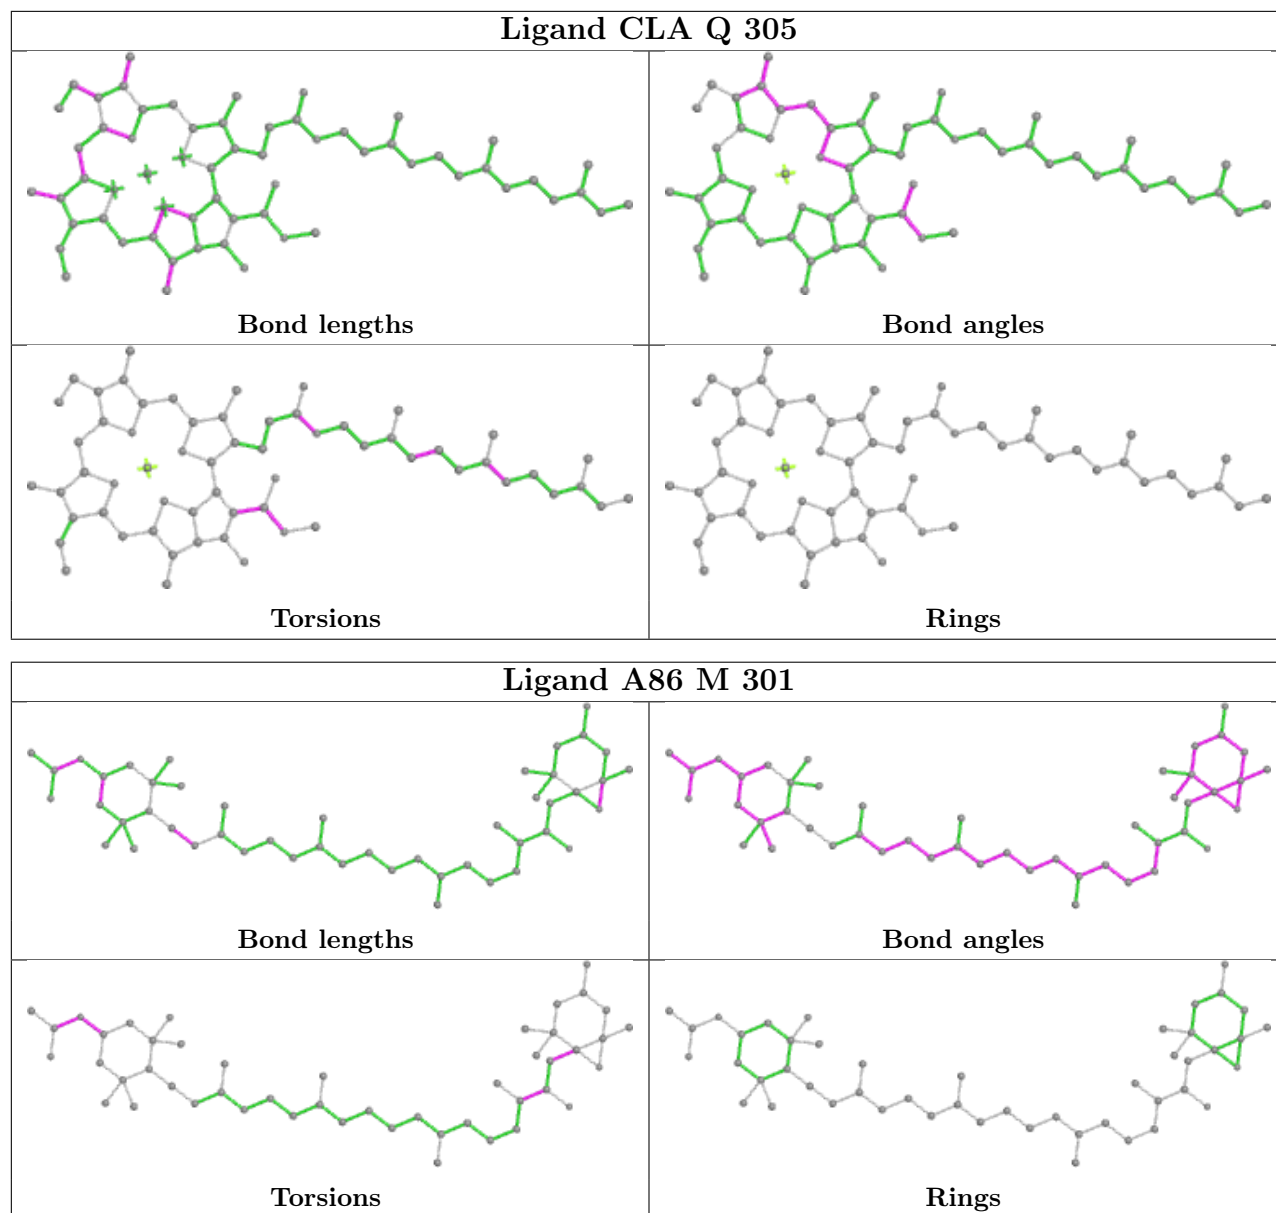 Ligand CLA Q 305
Bond lengths
Bond angles
Torsions
Rings
Ligand A86 M 301
Bond lengths
Bond angles
Torsions
Rings